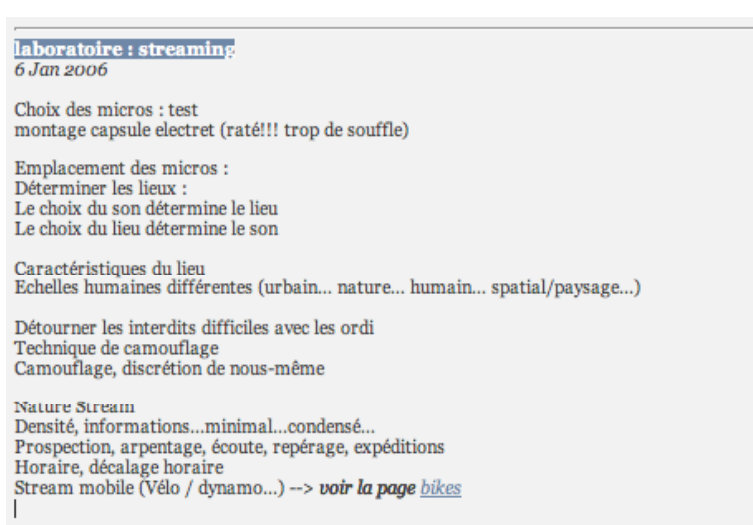 laboratoire : streaming
6 Jan 2006
Choix des micros : test
montage capsule electret (raté!!! trop de souffle)
Emplacement des micros :
Déterminer les lieux :
Le choix du son détermine le lieu
Le choix du lieu détermine le son
Caractéristiques du lieu
Echelles humaines différentes (urbain... nature... humain... spatial/paysage...)
Détourner les interdits difficiles avec les ordi
Technique de camouflage
Camouflage, discrétion de nous-même
Nature Stream
Densité, informations...minimal...condensé...
Prospection, arpentage, écoute, repérage, expéditions
Horaire, décalage horaire
Stream mobile (Vélo / dynamo...) --> voir la page bikes